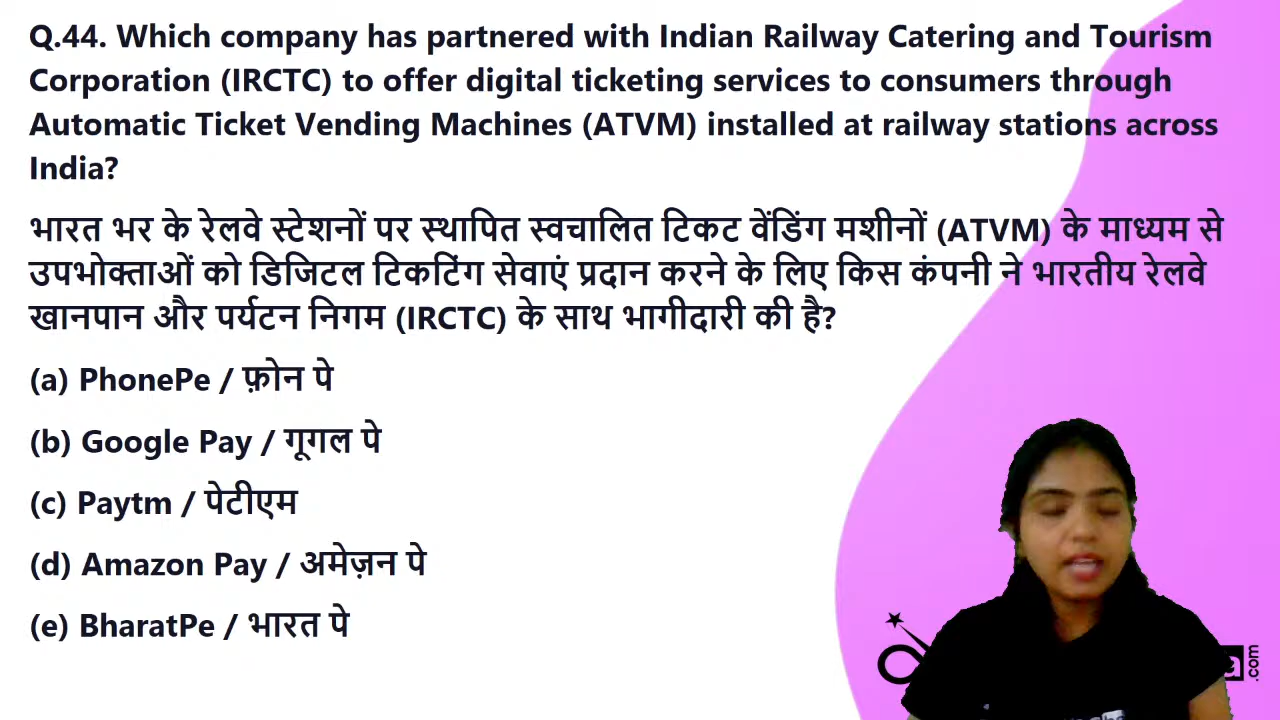 Q.44. Which company has partnered with Indian Railway Catering and Tourism
Corporation (IRCTC) to offer digital ticketing services to consumers through
Automatic Ticket Vending Machines (ATVM) installed at railway stations across
India?
भारत भर के रेलवे स्टेशनों पर स्थापित स्वचालित टिकट वेंडिंग मशीनों (ATVM) के माध्यम से
उपभोक्ताओं को डिजिटल टिकटिंग सेवाएं प्रदान करने के लिए किस कंपनी ने भारतीय रेलवे
खानपान और पर्यटन निगम (IRCTC) के साथ भागीदारी की है?
(a) PhonePe / फ़ोन पे
(b) Google Pay / गूगल पे
(c) Paytm / पेटीएम
(d) Amazon Pay / अमेज़न पे
(e) BharatPe / भारत पे
.com